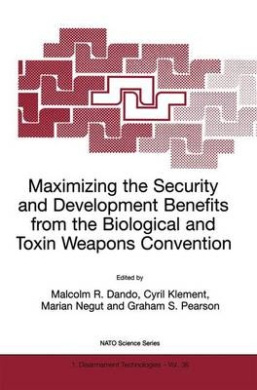 Maximizing the Security
and Development Benefits
from the Biological and
Toxin Weapons Convention
Edited by
Malcolm R. Dando, Cyril Klement,
Marian Negut and Graham S. Pearson
NATO Science Series
1. Disarmament Technologies – Vol. 35